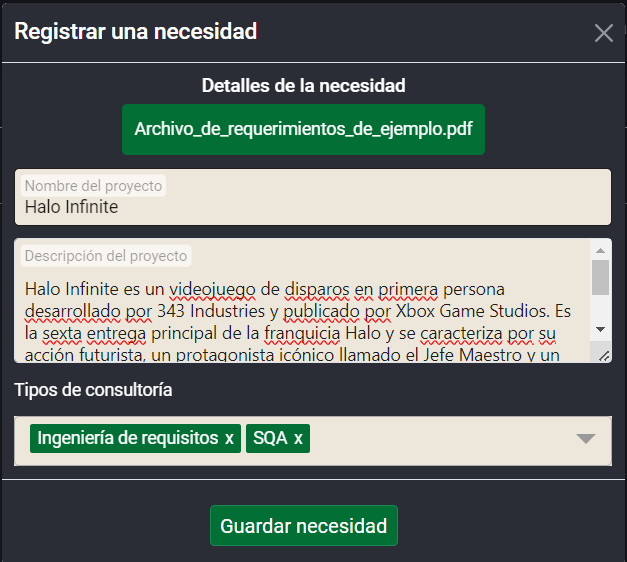 Registrar una necesidad
Detalles de la necesidad
Archivo_de_requerimientos_de_ejemplo.pdf
Nombre del proyecto
Halo Infinite
Descripción del proyecto
Halo Infinite es un videojuego de disparos en primera persona
desarrollado por 343 Industries y publicado por Xbox Game Studios. Es
la sexta entrega principal de la franquicia Halo y se caracteriza por su
acción futurista, un protagonista icónico llamado el Jefe Maestro y un
Tipos de consultoría
Ingeniería de requisitos x SQA x
Guardar necesidad